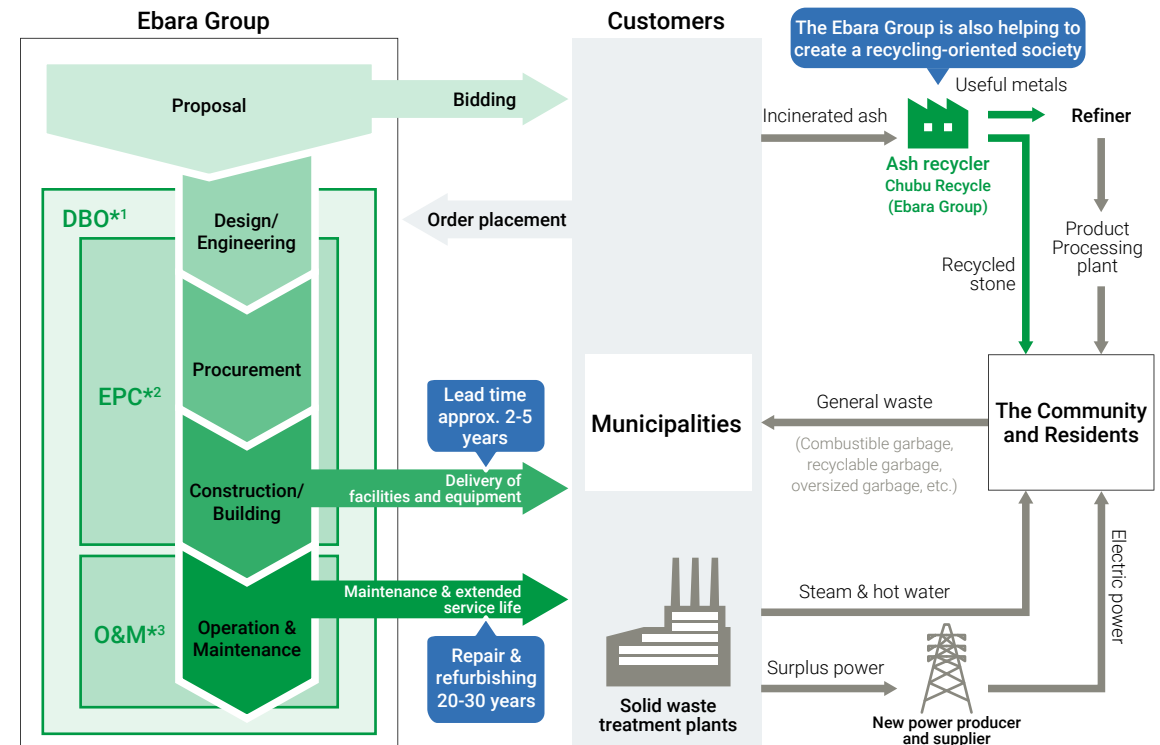 Ebara Group
Proposal
Bidding
DBO*1
Design/
Engineering
Order placement
EPC*2
Procurement
Lead time
approx. 2-5
years
Construction/
Building
Delivery of
facilities and equipment
O&M*3
Operation &
Maintenance
Maintenance & extended
service life
Repair &
refurbishing
20-30 years
Customers
Municipalities
Solid waste
treatment plants
The Ebara Group is also helping to
create a recycling-oriented society
Incinerated ash
Useful metals
Refiner
Ash recycler
Chubu Recycle
(Ebara Group)
Recycled
stone
Product
Processing
plant
General waste
(Combustible garbage,
recyclable garbage,
oversized garbage, etc.)
The Community
and Residents
Steam & hot water
Electric power
Surplus power
New power producer
and supplier